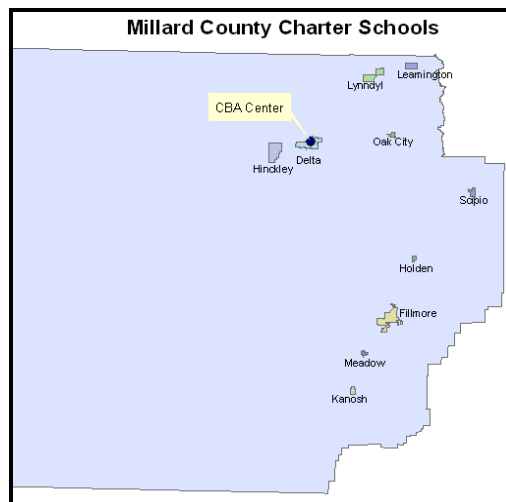 Millard County Charter Schools
Leamington
Lynndyl
CBA Center
Oak City
Delta
Hinckley
Scipio
Holden
Fillmore
Meadow
Kanosh